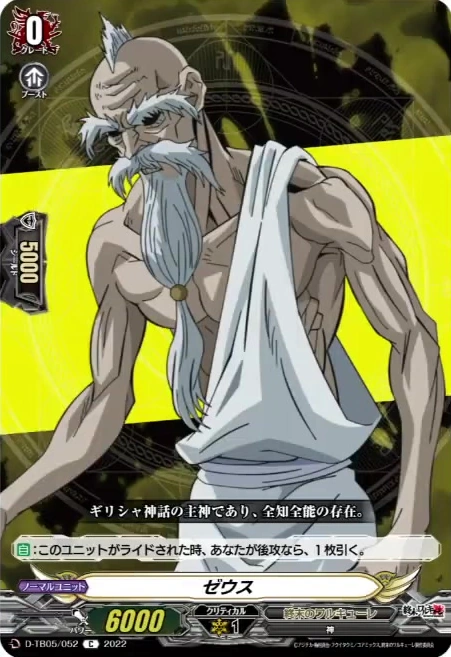 0
グレード
ブースト
5000
シールド
ギリシャ神話の主神であり、全知全能の存在。
自:このユニットがライドされた時、あなたが後攻なら、1枚引く。
ノーマルユニット
ゼウス
パワー
6000
クリティカル
1
終末のワルキューレ
神
D-TB05/052 C 2022